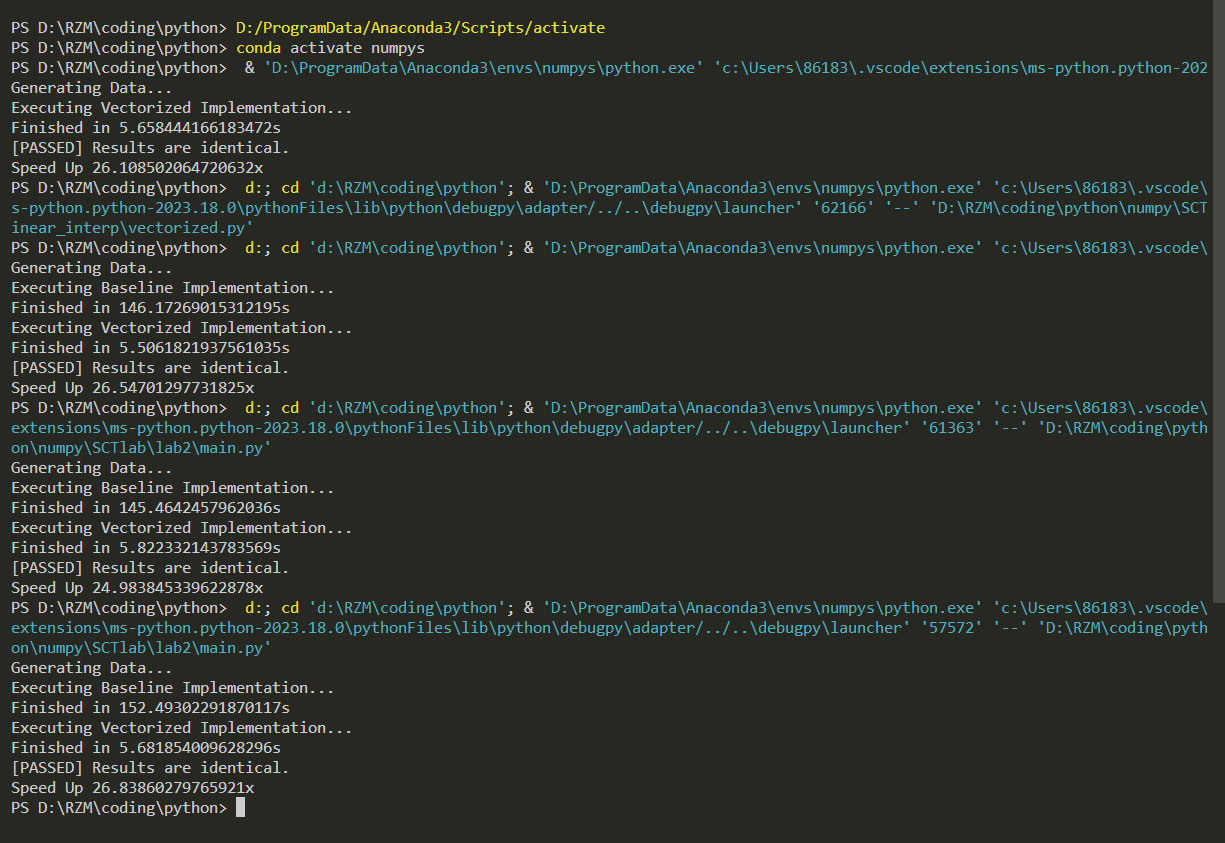 PS D:\RZM\coding\python> D:/ProgramData/Anaconda3/Scripts/activate
PS D:\RZM\coding\python> conda activate numpys
PS D:\RZM\coding\python>  & 'D:\ProgramData\Anaconda3\envs\numpys\python.exe' 'c:\Users\86183\.vscode\extensions\ms-python.python-202
Generating Data...
Executing Vectorized Implementation...
Finished in 5.658444166183472s
[PASSED] Results are identical.
Speed Up 26.108502064720632x
PS D:\RZM\coding\python>  d:; cd 'd:\RZM\coding\python'; & 'D:\ProgramData\Anaconda3\envs\numpys\python.exe' 'c:\Users\86183\.vscode\
s-python.python-2023.18.0\pythonFiles\lib\python\debugpy\adapter/../..\debugpy\launcher' '62166' '--' 'D:\RZM\coding\python\numpy\SCT
inear_interp\vectorized.py'
PS D:\RZM\coding\python>  d:; cd 'd:\RZM\coding\python'; & 'D:\ProgramData\Anaconda3\envs\numpys\python.exe' 'c:\Users\86183\.vscode\
Generating Data...
Executing Baseline Implementation...
Finished in 146.17269015312195s
Executing Vectorized Implementation...
Finished in 5.5061821937561035s
[PASSED] Results are identical.
Speed Up 26.54701297731825x
PS D:\RZM\coding\python>  d:; cd 'd:\RZM\coding\python'; & 'D:\ProgramData\Anaconda3\envs\numpys\python.exe' 'c:\Users\86183\.vscode\
extensions\ms-python.python-2023.18.0\pythonFiles\lib\python\debugpy\adapter/../..\debugpy\launcher' '61363' '--' 'D:\RZM\coding\pyth
on\numpy\SCTlab\lab2\main.py'
Generating Data...
Executing Baseline Implementation...
Finished in 145.4642457962036s
Executing Vectorized Implementation...
Finished in 5.822332143783569s
[PASSED] Results are identical.
Speed Up 24.983845339622878x
PS D:\RZM\coding\python>  d:; cd 'd:\RZM\coding\python'; & 'D:\ProgramData\Anaconda3\envs\numpys\python.exe' 'c:\Users\86183\.vscode\
extensions\ms-python.python-2023.18.0\pythonFiles\lib\python\debugpy\adapter/../..\debugpy\launcher' '57572' '--' 'D:\RZM\coding\pyth
on\numpy\SCTlab\lab2\main.py'
Generating Data...
Executing Baseline Implementation...
Finished in 152.49302291870117s
Executing Vectorized Implementation...
Finished in 5.681854009628296s
[PASSED] Results are identical.
Speed Up 26.83860279765921x
PS D:\RZM\coding\python>